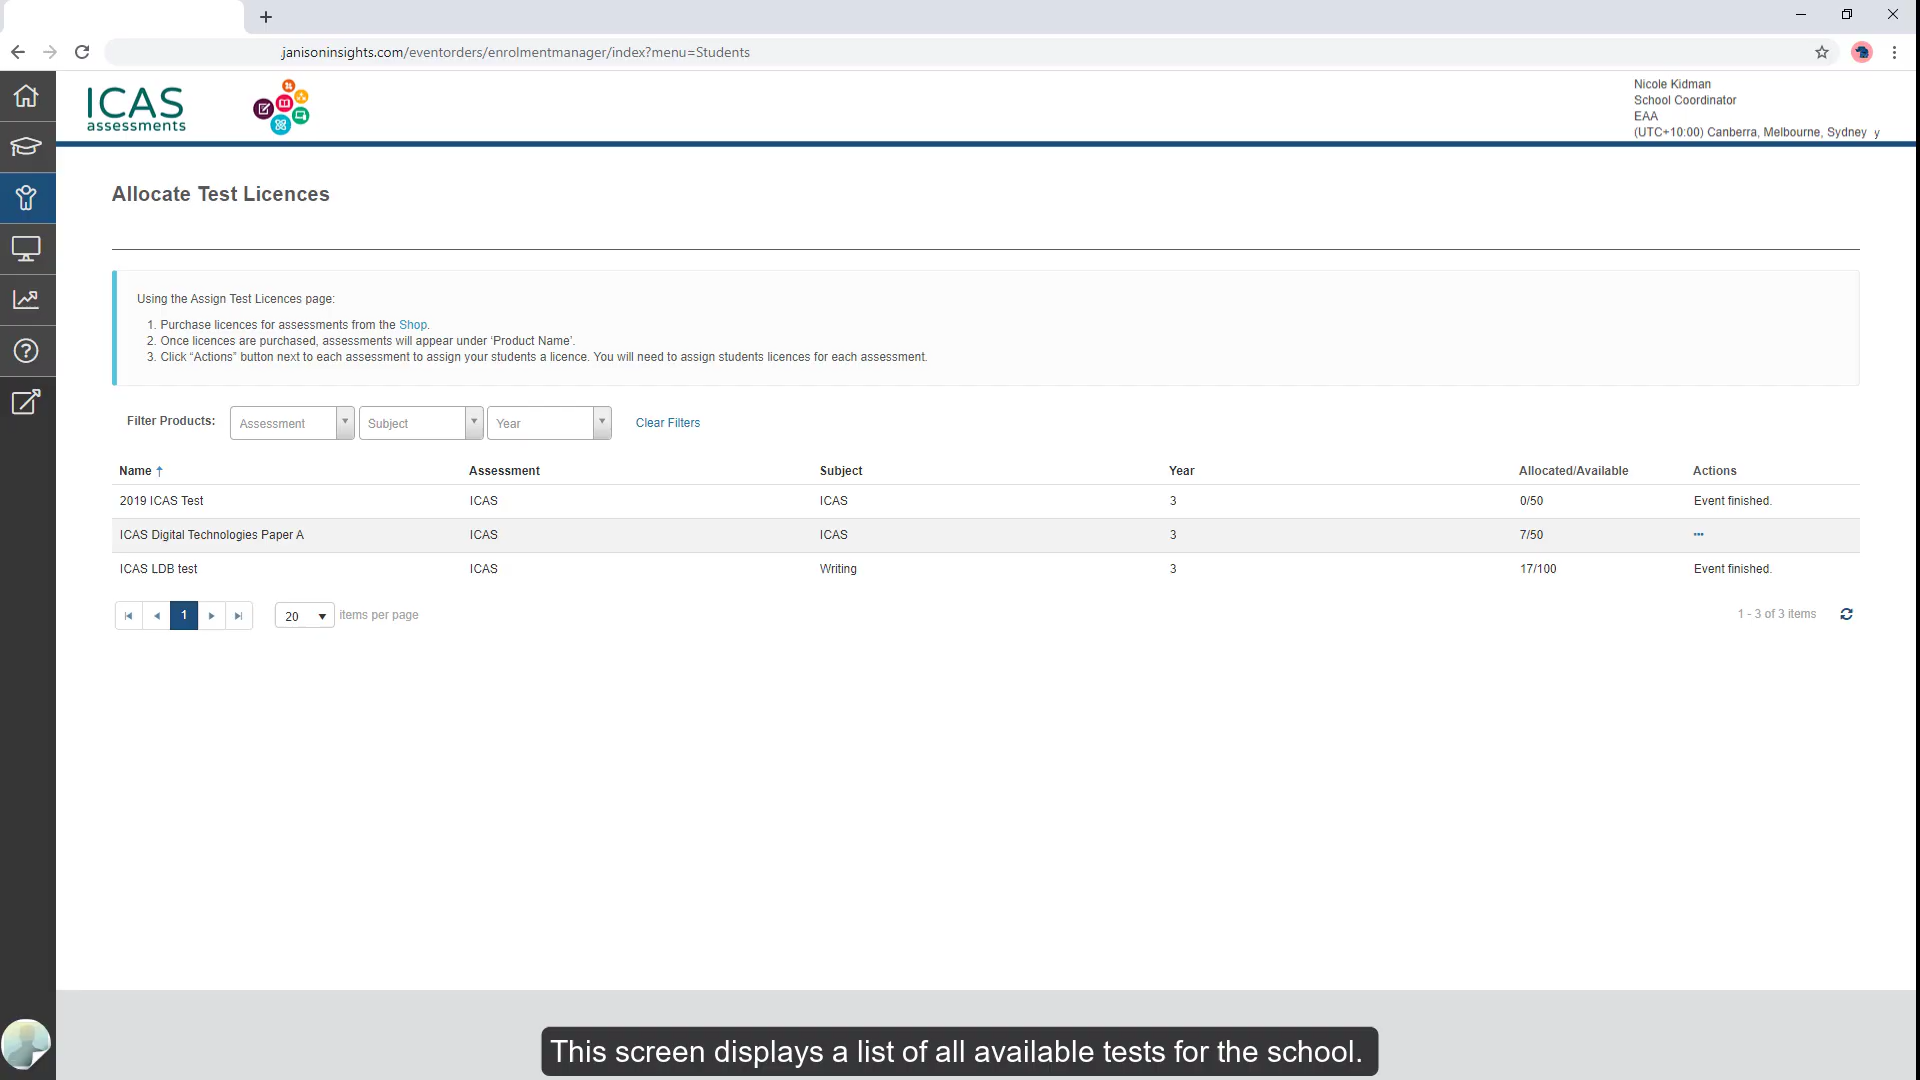 janisoninsights.com/eventorders/enrolmentmanager/index?menu=Students
ICAS
assessments
Nicole Kidman
School Coordinator
EAA
(UTC+10:00) Canberra, Melbourne, Sydney y
Allocate Test Licences
Using the Assign Test Licences page:
1. Purchase licences for assessments from the Shop.
2. Once licences are purchased, assessments will appear under ‘Product Name’.
3. Click “Actions” button next to each assessment to assign your students a licence. You will need to assign students licences for each assessment.
Filter Products: Assessment Subject Year Clear Filters
Name ↑ Assessment Subject Year Allocated/Available Actions
2019 ICAS Test ICAS ICAS 3 0/50 Event finished.
ICAS Digital Technologies Paper A ICAS ICAS 3 7/50 ...
ICAS LDB test ICAS Writing 3 17/100 Event finished.
1 20 items per page 1 - 3 of 3 items
This screen displays a list of all available tests for the school.